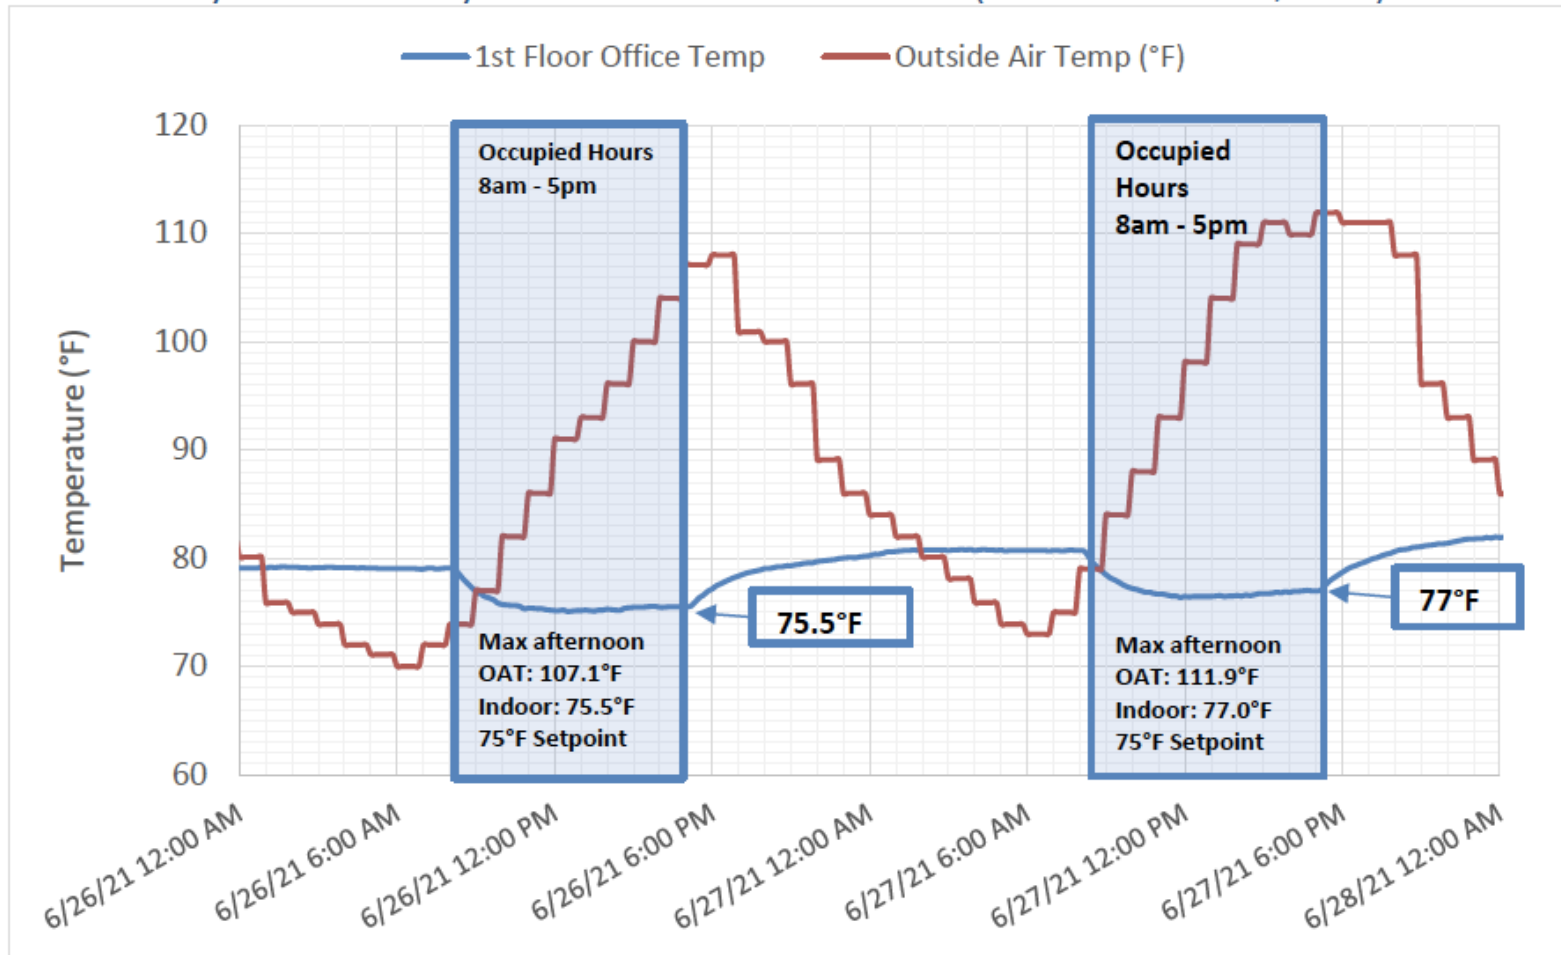 1st Floor Office Temp
Outside Air Temp (°F)
Temperature (°F)
120
110
100
90
80
70
60
Occupied Hours
8am - 5pm
Max afternoon
OAT: 107.1°F
Indoor: 75.5°F
75°F Setpoint
75.5°F
Occupied
Hours
8am - 5pm
Max afternoon
OAT: 111.9°F
Indoor: 77.0°F
75°F Setpoint
77°F
6/26/21 12:00 AM
6/26/21 6:00 AM
6/26/21 12:00 PM
6/26/21 6:00 PM
6/27/21 12:00 AM
6/27/21 6:00 AM
6/27/21 12:00 PM
6/27/21 6:00 PM
6/28/21 12:00 AM